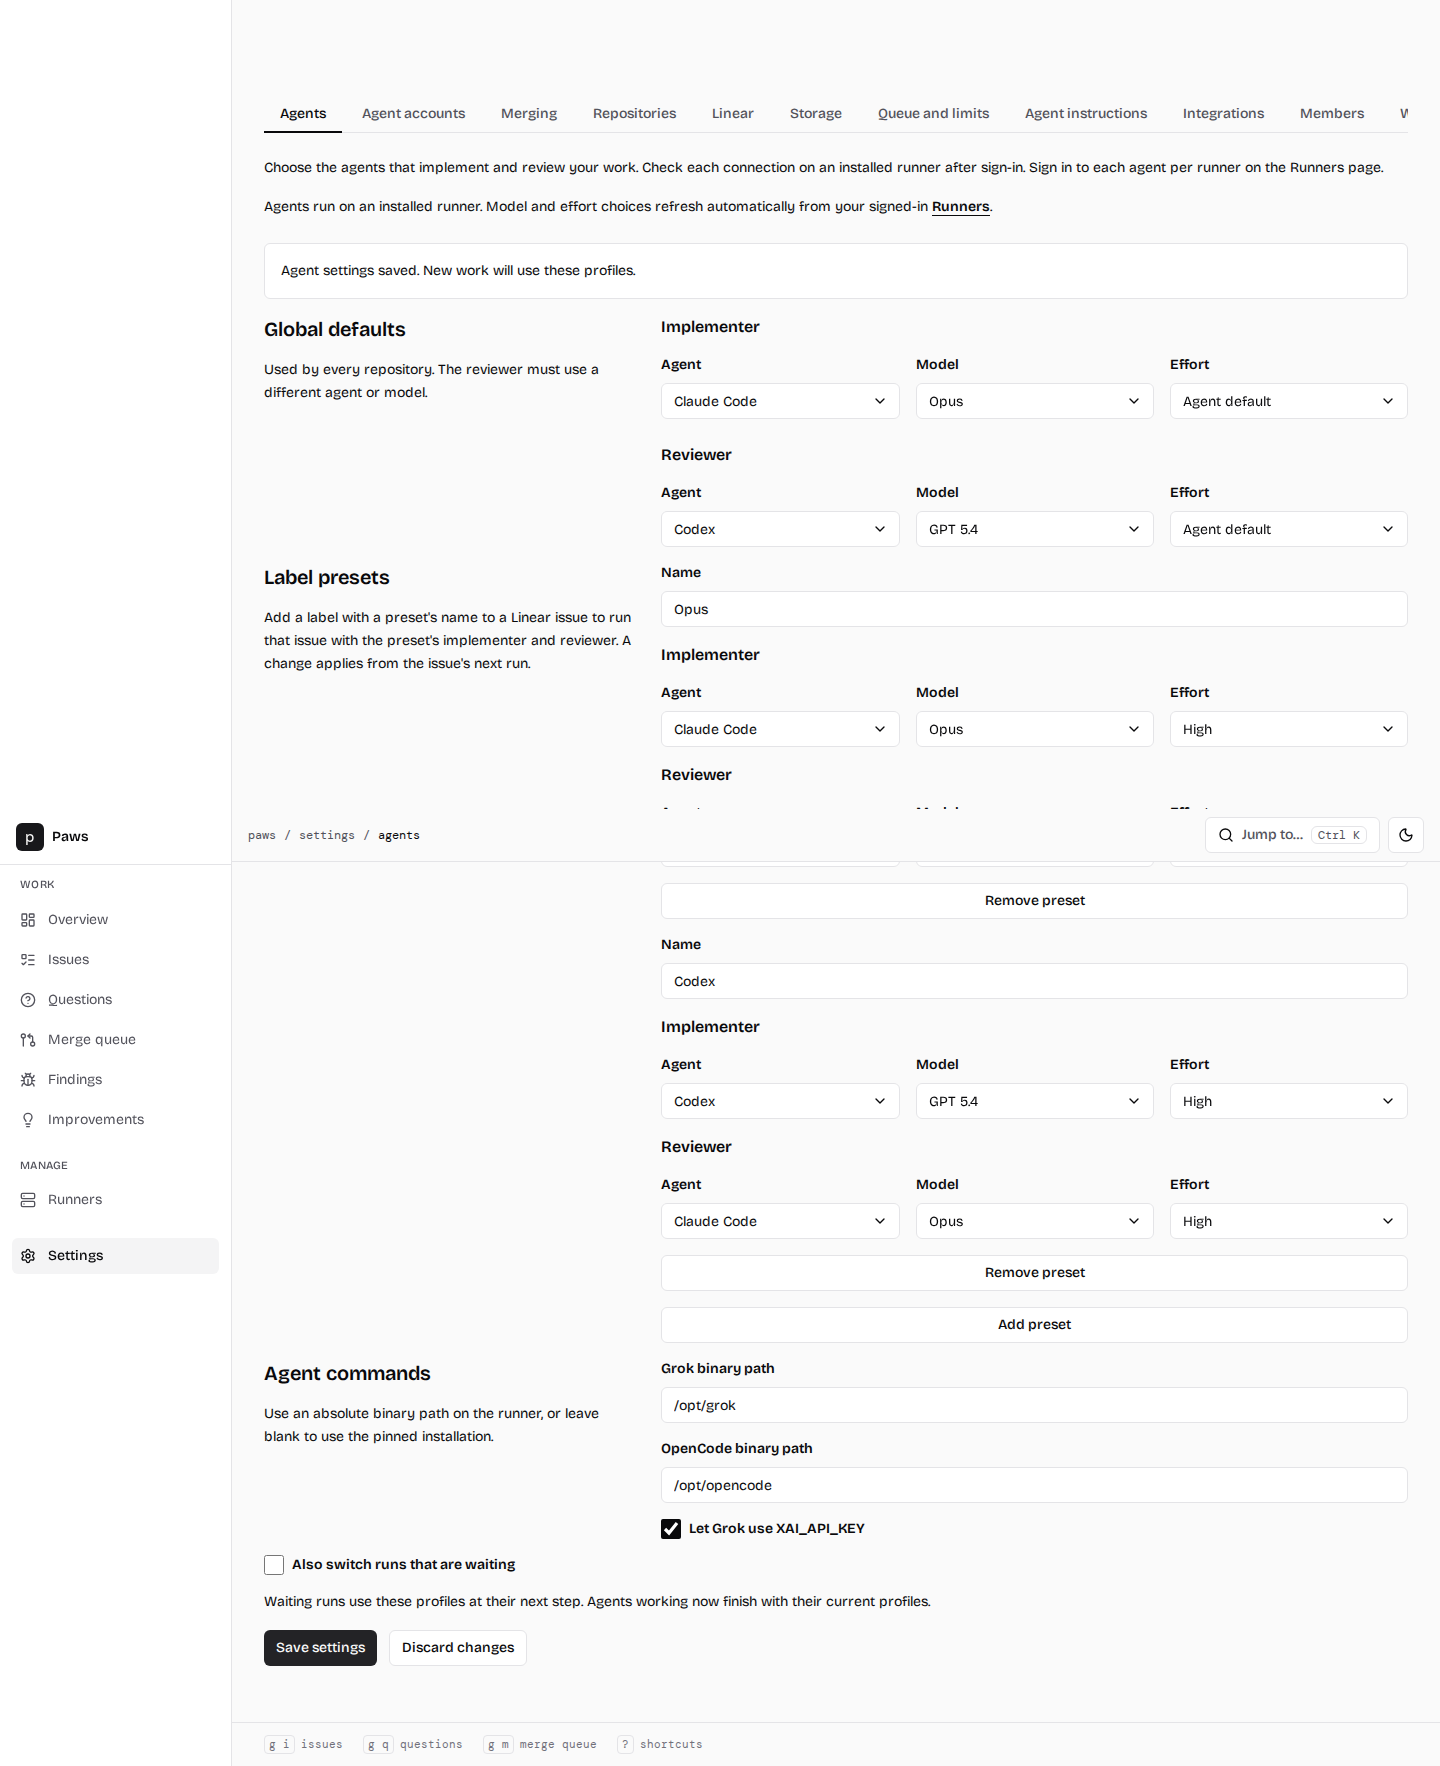 Agents
Agent accounts
Merging
Repositories
Linear
Storage
Queue and limits
Agent instructions
Integrations
Members
Choose the agents that implement and review your work. Check each connection on an installed runner after sign-in. Sign in to each agent per runner on the Runners page.
Agents run on an installed runner. Model and effort choices refresh automatically from your signed-in Runners.
Agent settings saved. New work will use these profiles.
Global defaults
Used by every repository. The reviewer must use a
different agent or model.
Implementer
Agent
Model
Effort
Claude Code
Opus
Agent default
Reviewer
Agent
Model
Effort
Codex
GPT 5.4
Agent default
Label presets
Add a label with a preset's name to a Linear issue to run
that issue with the preset's implementer and reviewer. A
change applies from the issue's next run.
Name
Opus
Implementer
Agent
Model
Effort
Claude Code
Opus
High
Reviewer
p
Paws
paws / settings / agents
Jump to...
Ctrl K
WORK
Overview
Issues
Questions
Merge queue
Findings
Improvements
MANAGE
Runners
Settings
Remove preset
Name
Codex
Implementer
Agent
Model
Effort
Codex
GPT 5.4
High
Reviewer
Agent
Model
Effort
Claude Code
Opus
High
Remove preset
Add preset
Agent commands
Use an absolute binary path on the runner, or leave
blank to use the pinned installation.
Grok binary path
/opt/grok
OpenCode binary path
/opt/opencode
Let Grok use XAI_API_KEY
Also switch runs that are waiting
Waiting runs use these profiles at their next step. Agents working now finish with their current profiles.
Save settings
Discard changes
g i issues
g q questions
g m merge queue
? shortcuts